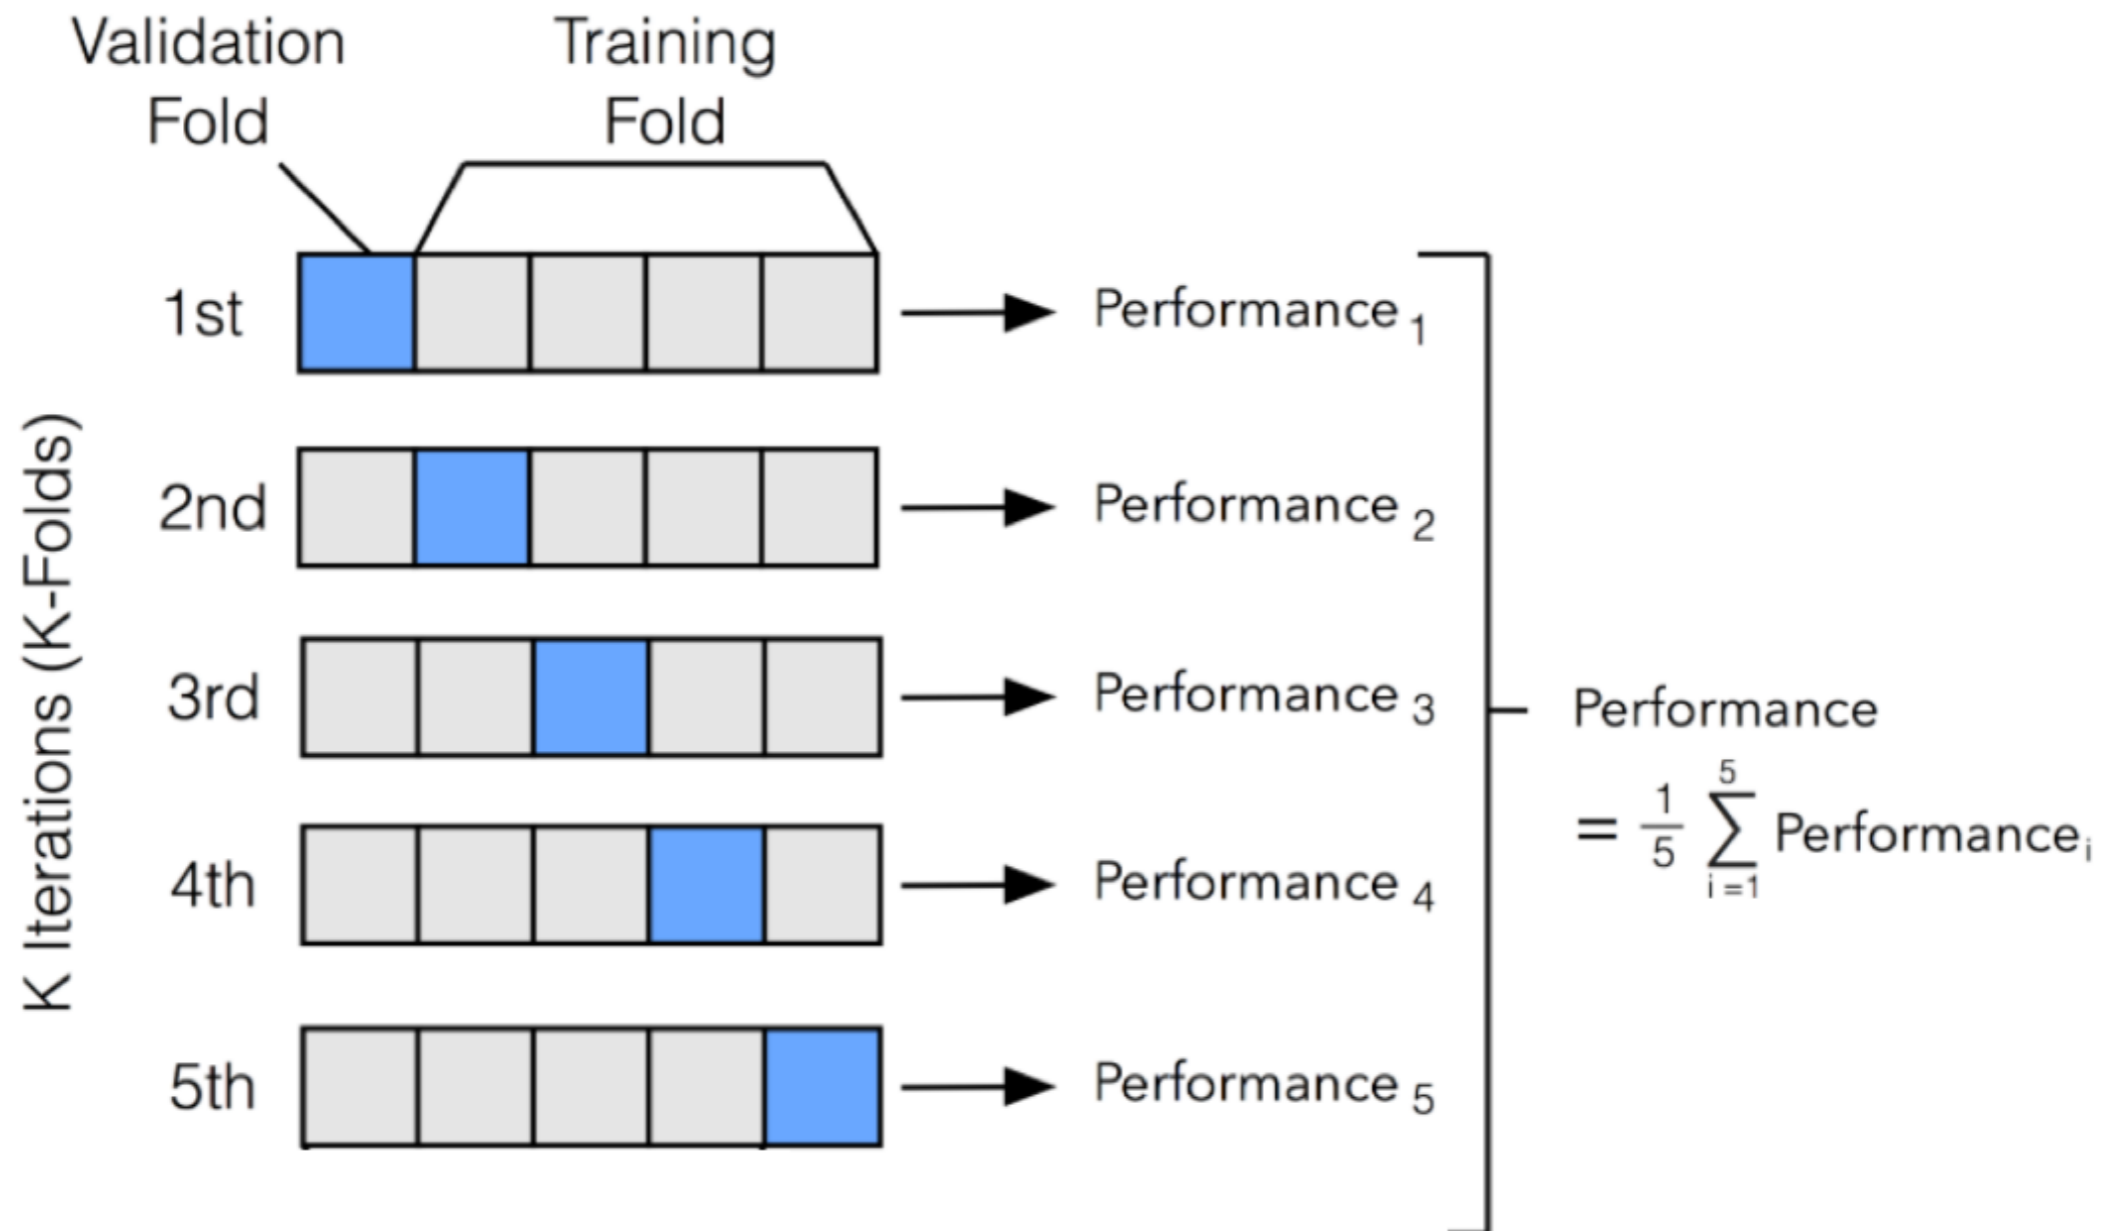 Validation
Fold
Training
Fold
K Iterations (K-Folds)
1st
Performance 1
2nd
Performance 2
3rd
Performance 3
4th
Performance 4
5th
Performance 5
Performance
= 1/5 5∑i=1 Performance i